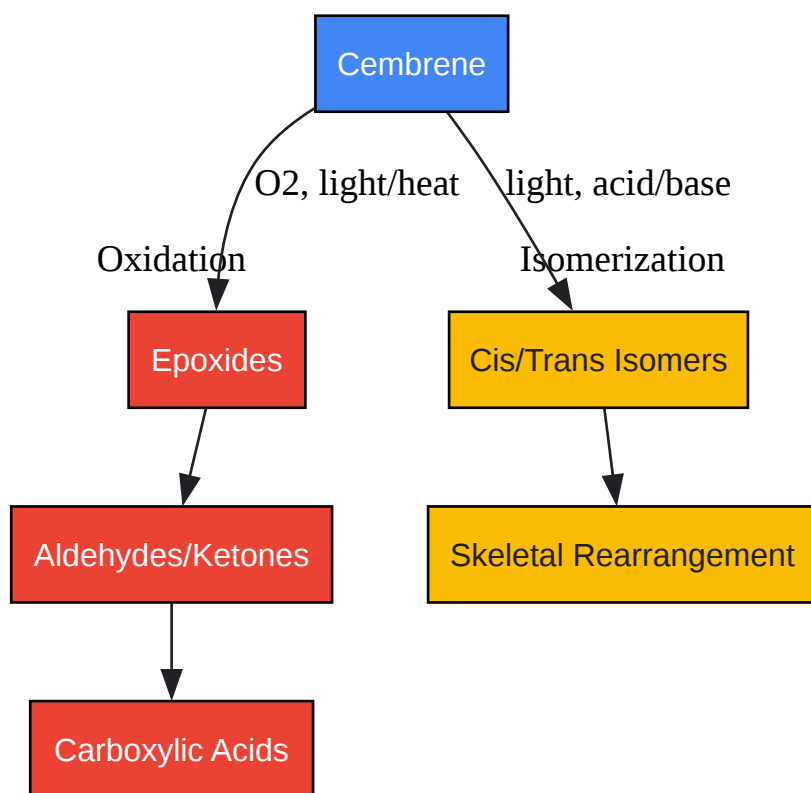 Cembrene
O2, light/heat
light, acid/base
Oxidation
Isomerization
Epoxides
Cis/Trans Isomers
Aldehydes/Ketones
Skeletal Rearrangement
Carboxylic Acids